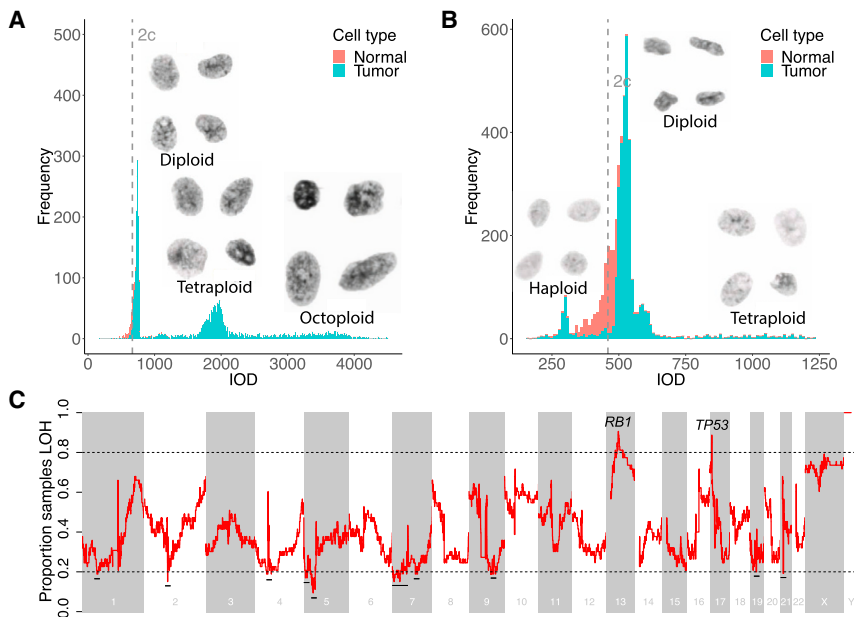 A
500
400
300
200
100
0
Frequency
2c
Cell type
Normal
Tumor
Diploid
Tetraploid
Octoploid
0
1000
2000
3000
4000
IOD
B
600
400
200
0
Frequency
2c
Cell type
Normal
Tumor
Diploid
Haploid
Tetraploid
250
500
750
1000
1250
IOD
C
Proportion samples LOH
1.0
0.8
0.6
0.4
0.2
0.0
RB1
TP53
1 2 3 4 5 6 7 8 9 10 11 12 13 14 15 16 17 18 19 20 21 22 X Y